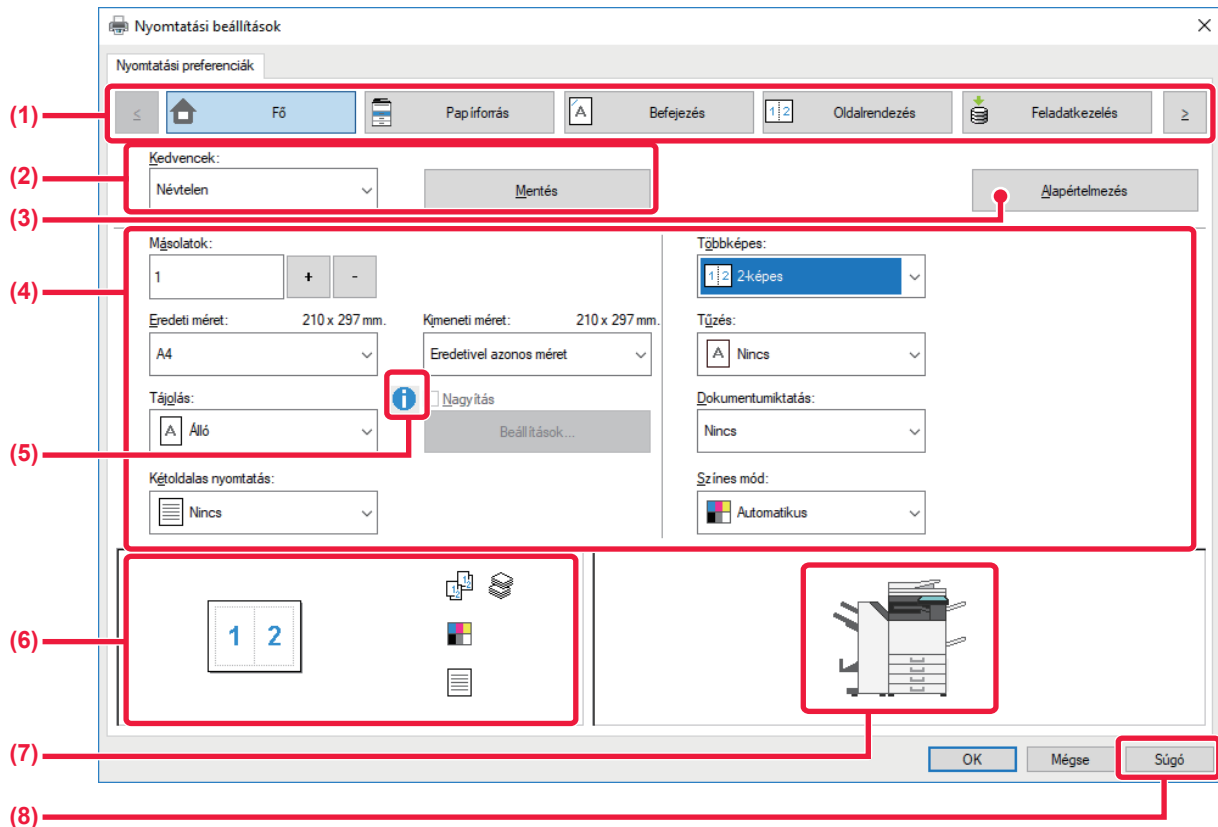 Nyomtatási beállítások
Nyomtatási preferenciák
(1)
< Fő Papírforrás Befejezés Oldalrendezés Feladatkezelés >
(2)
Kedvencek:
Névtelen Mentés
(3)
Alapértelmezés
(4)
Másolatok:
1 + -
Többképes:
2-képes
Eredeti méret: 210 x 297 mm.
A4
Kimeneti méret: 210 x 297 mm.
Eredetivel azonos méret
Tűzés:
Nincs
(5)
Tájolás:
Álló
Nagyítás
Beállítások...
Dokumentumiktatás:
Nincs
Kétoldalas nyomtatás:
Nincs
Színes mód:
Automatikus
(6)
1 2
(7)
OK Mégse Súgó
(8)